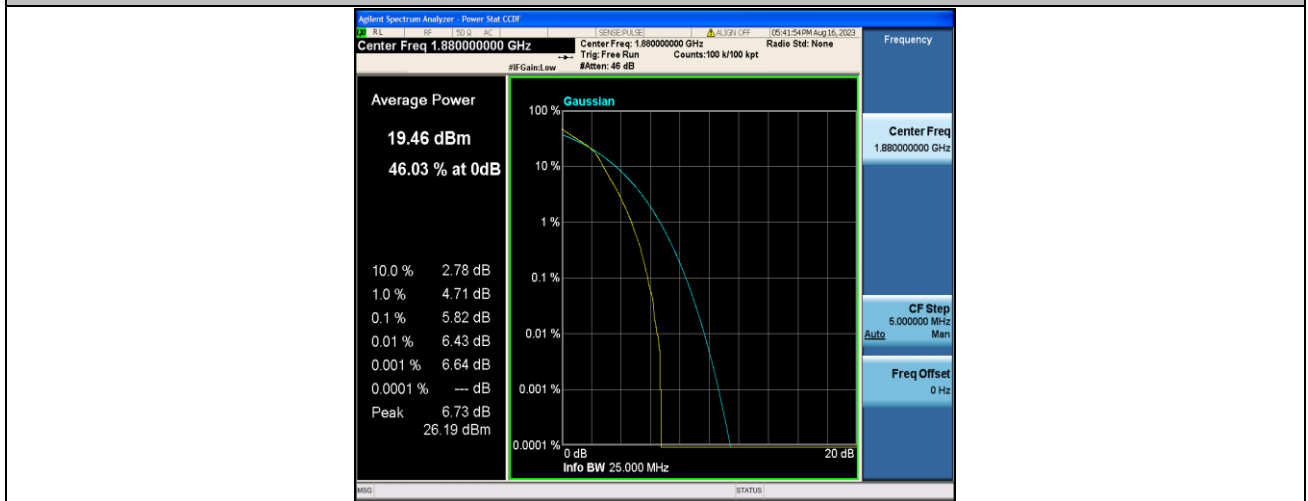 Agilent Spectrum Analyzer - Power Stat CCDF
RL RF 50 Ω AC SENSE:PULSE ALIGN OFF 05:41:54 PM Aug 16, 2023
Center Freq 1.880000000 GHz
Center Freq: 1.880000000 GHz Radio Std: None
Trig: Free Run Counts:100 k/100 kpt
#IFGain:Low #Atten: 46 dB
Frequency
Average Power
19.46 dBm
46.03 % at 0dB
10.0 % 2.78 dB
1.0 % 4.71 dB
0.1 % 5.82 dB
0.01 % 6.43 dB
0.001 % 6.64 dB
0.0001 % --- dB
Peak 6.73 dB
26.19 dBm
Gaussian
100 %
10 %
1 %
0.1 %
0.01 %
0.001 %
0.0001 %
0 dB 20 dB
Info BW 25.000 MHz
Center Freq
1.880000000 GHz
CF Step
5.000000 MHz
Auto Man
Freq Offset
0 Hz
MSG STATUS